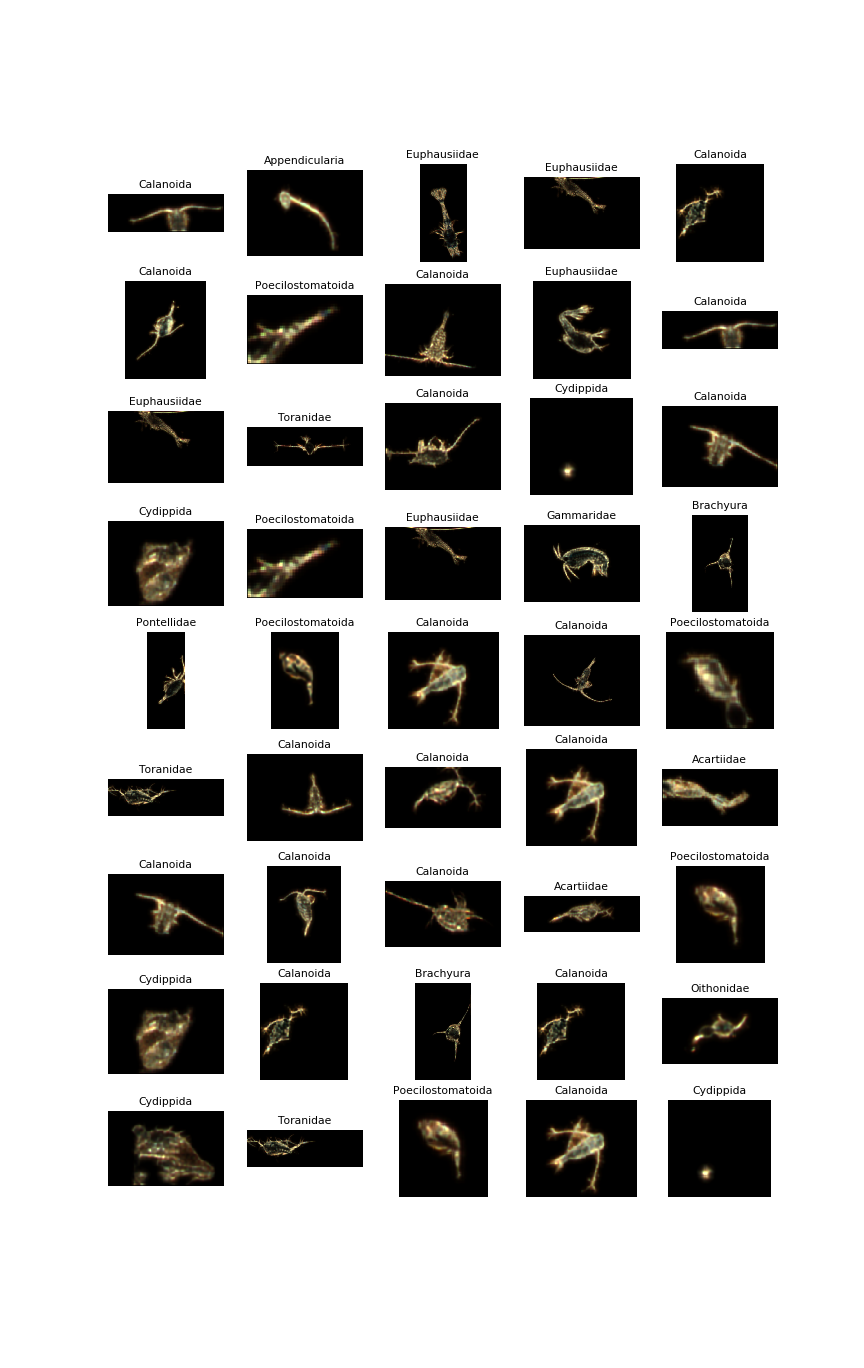 Calanoida
Appendicularia
Euphausiidae
Euphausiidae
Calanoida
Calanoida
Poecilostomatoida
Calanoida
Euphausiidae
Calanoida
Euphausiidae
Toranidae
Calanoida
Cydippida
Calanoida
Cydippida
Poecilostomatoida
Euphausiidae
Gammaridae
Brachyura
Pontellidae
Poecilostomatoida
Calanoida
Calanoida
Poecilostomatoida
Toranidae
Calanoida
Calanoida
Calanoida
Acartiidae
Calanoida
Calanoida
Calanoida
Acartiidae
Poecilostomatoida
Cydippida
Calanoida
Brachyura
Calanoida
Oithonidae
Cydippida
Toranidae
Poecilostomatoida
Calanoida
Cydippida